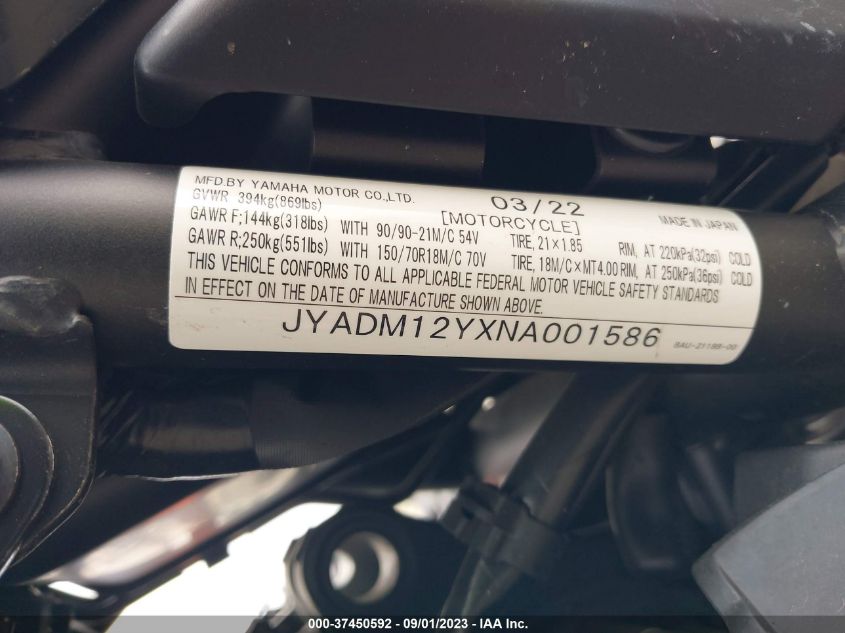 MFD.BY YAMAHA MOTOR CO.,LTD. 03/22 MADE IN JAPAN
GVWR 394kg(869lbs) [MOTORCYCLE]
GAWR F;144kg(318lbs) WITH 90/90-21M/C 54V TIRE, 21×1.85 RIM, AT 220kPa(32psi) COLD
GAWR R;250kg(551lbs) WITH 150/70R18M/C 70V TIRE, 18M/C×MT4.00 RIM, AT 250kPa(36psi) COLD
THIS VEHICLE CONFORMS TO ALL APPLICABLE FEDERAL MOTOR VEHICLE SAFETY STANDARDS
IN EFFECT ON THE DATE OF MANUFACTURE SHOWN ABOVE.
JYADM12YXNA001586
000-37450592 - 09/01/2023 - IAA Inc.